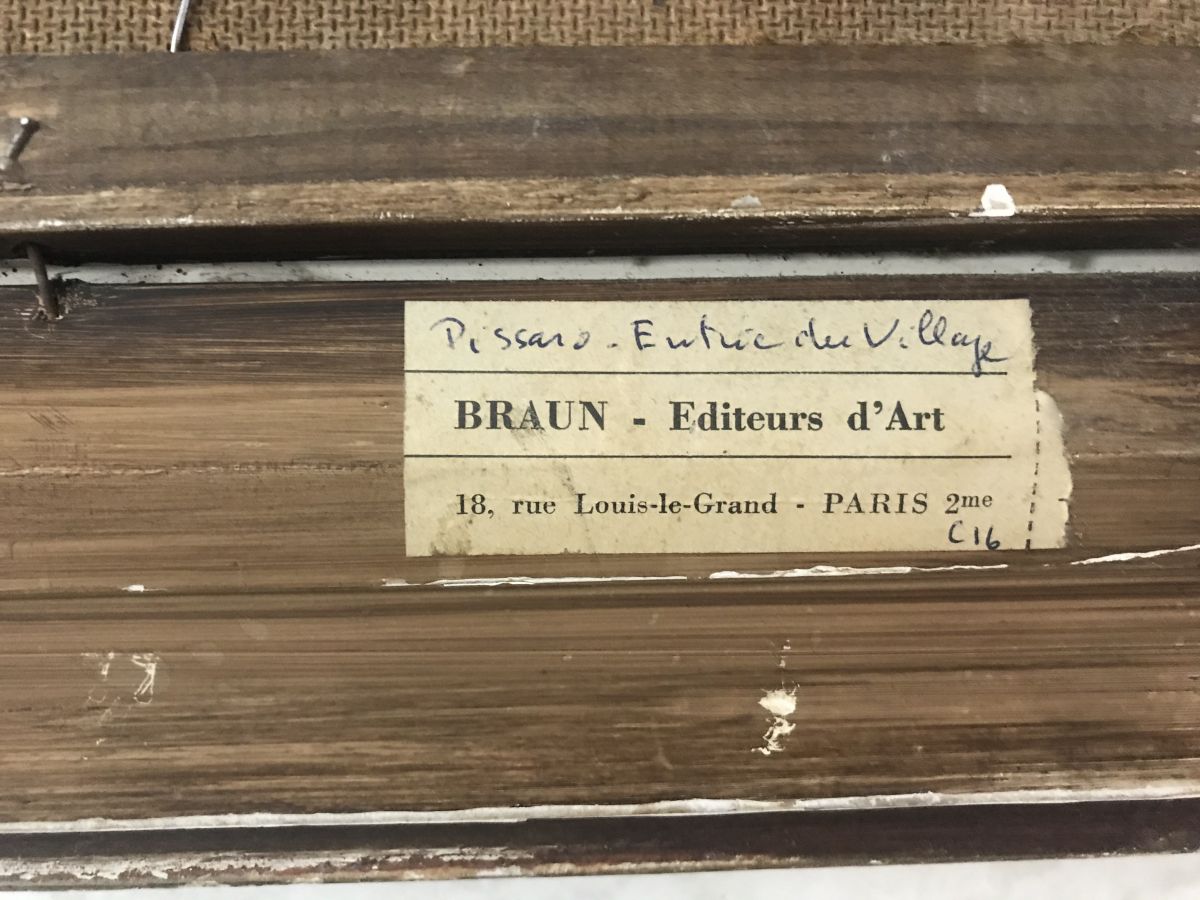 Pissaro - Entrée du Village
BRAUN - Editeurs d'Art
18, rue Louis-le-Grand - PARIS 2me
C16